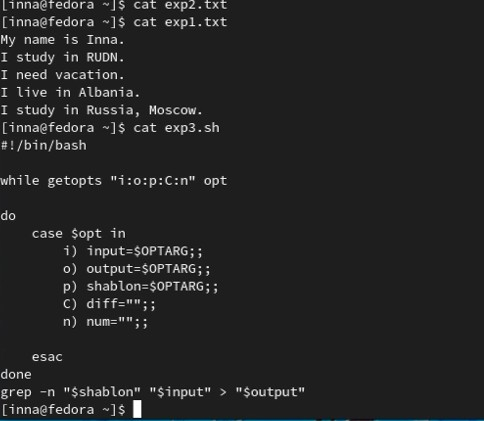 [inna@fedora ~]$ cat exp2.txt
[inna@fedora ~]$ cat exp1.txt
My name is Inna.
I study in RUDN.
I need vacation.
I live in Albania.
I study in Russia, Moscow.
[inna@fedora ~]$ cat exp3.sh
#!/bin/bash
while getopts "i:o:p:C:n" opt
do
case $opt in
i) input=$OPTARG;;
o) output=$OPTARG;;
p) shablon=$OPTARG;;
C) diff="";;
n) num="";;
esac
done
grep -n "$shablon" "$input" > "$output"
[inna@fedora ~]$